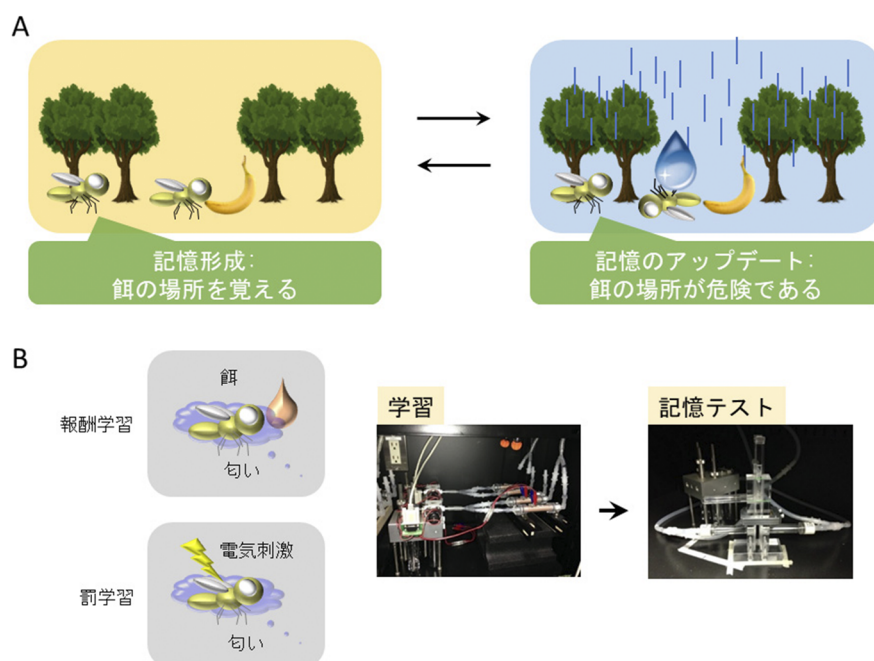 A
記憶形成:
餌の場所を覚える
記憶のアップデート:
餌の場所が危険である
B
報酬学習
餌
匂い
罰学習
電気刺激
匂い
学習
記憶テスト